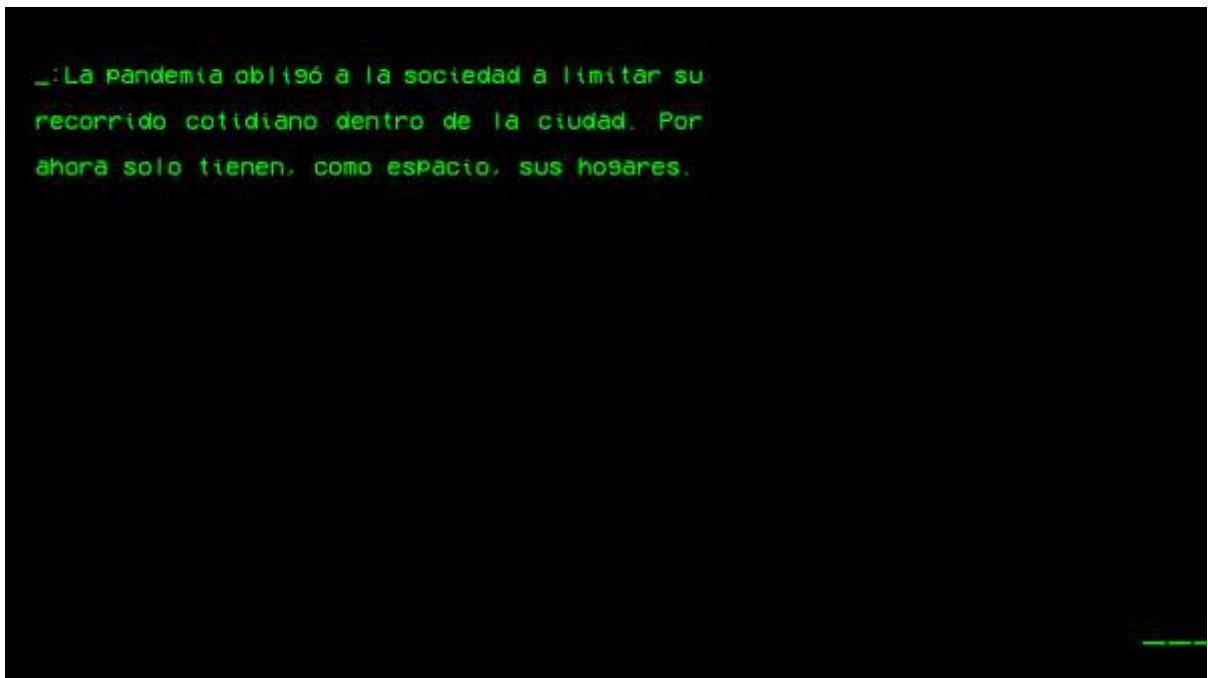 _:La pandemia obligó a la sociedad a limitar su
recorrido cotidiano dentro de la ciudad. Por
ahora solo tienen, como espacio, sus hogares.
___